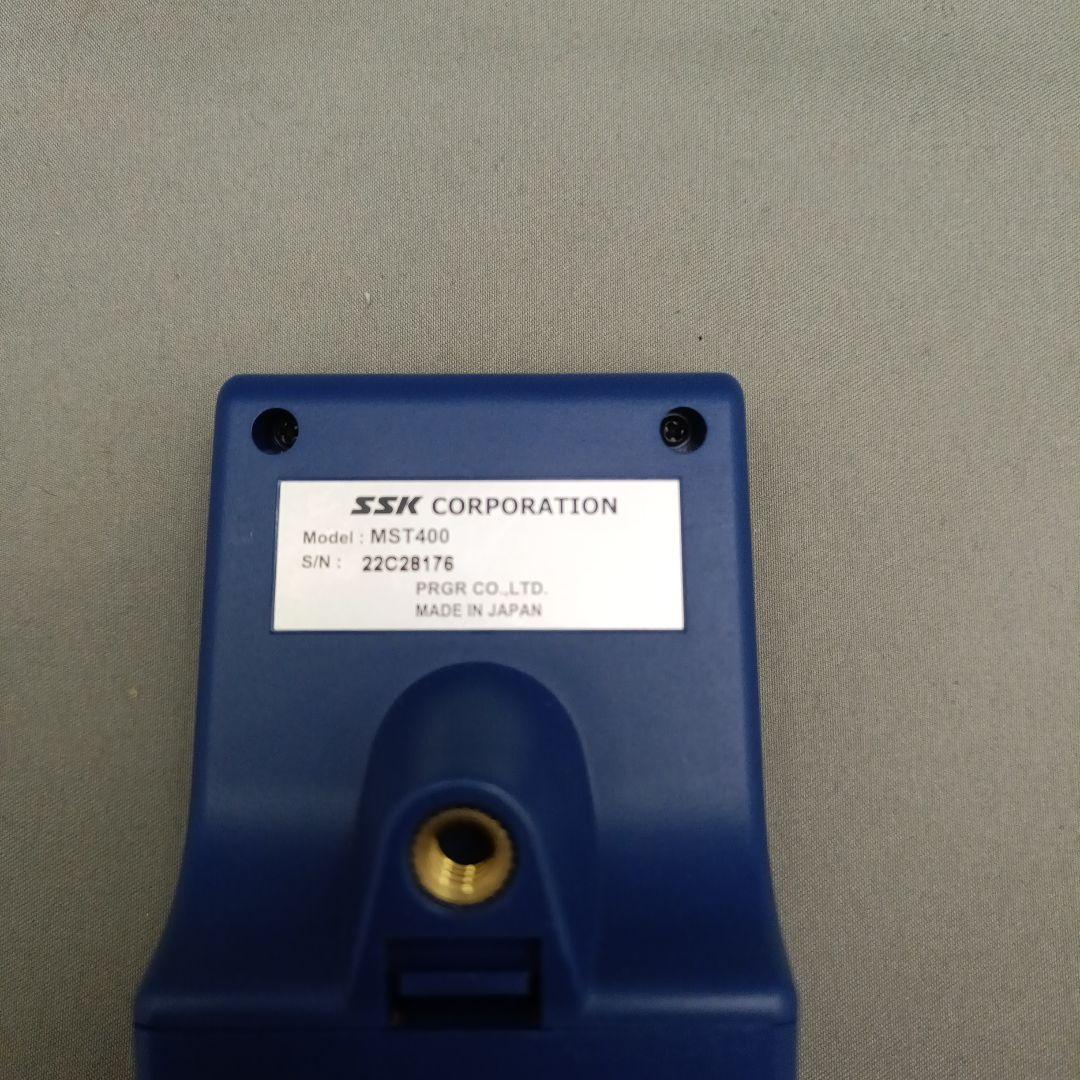 SSK CORPORATION
Model : MST400
S/N : 22C28176
PRGR CO.,LTD.
MADE IN JAPAN